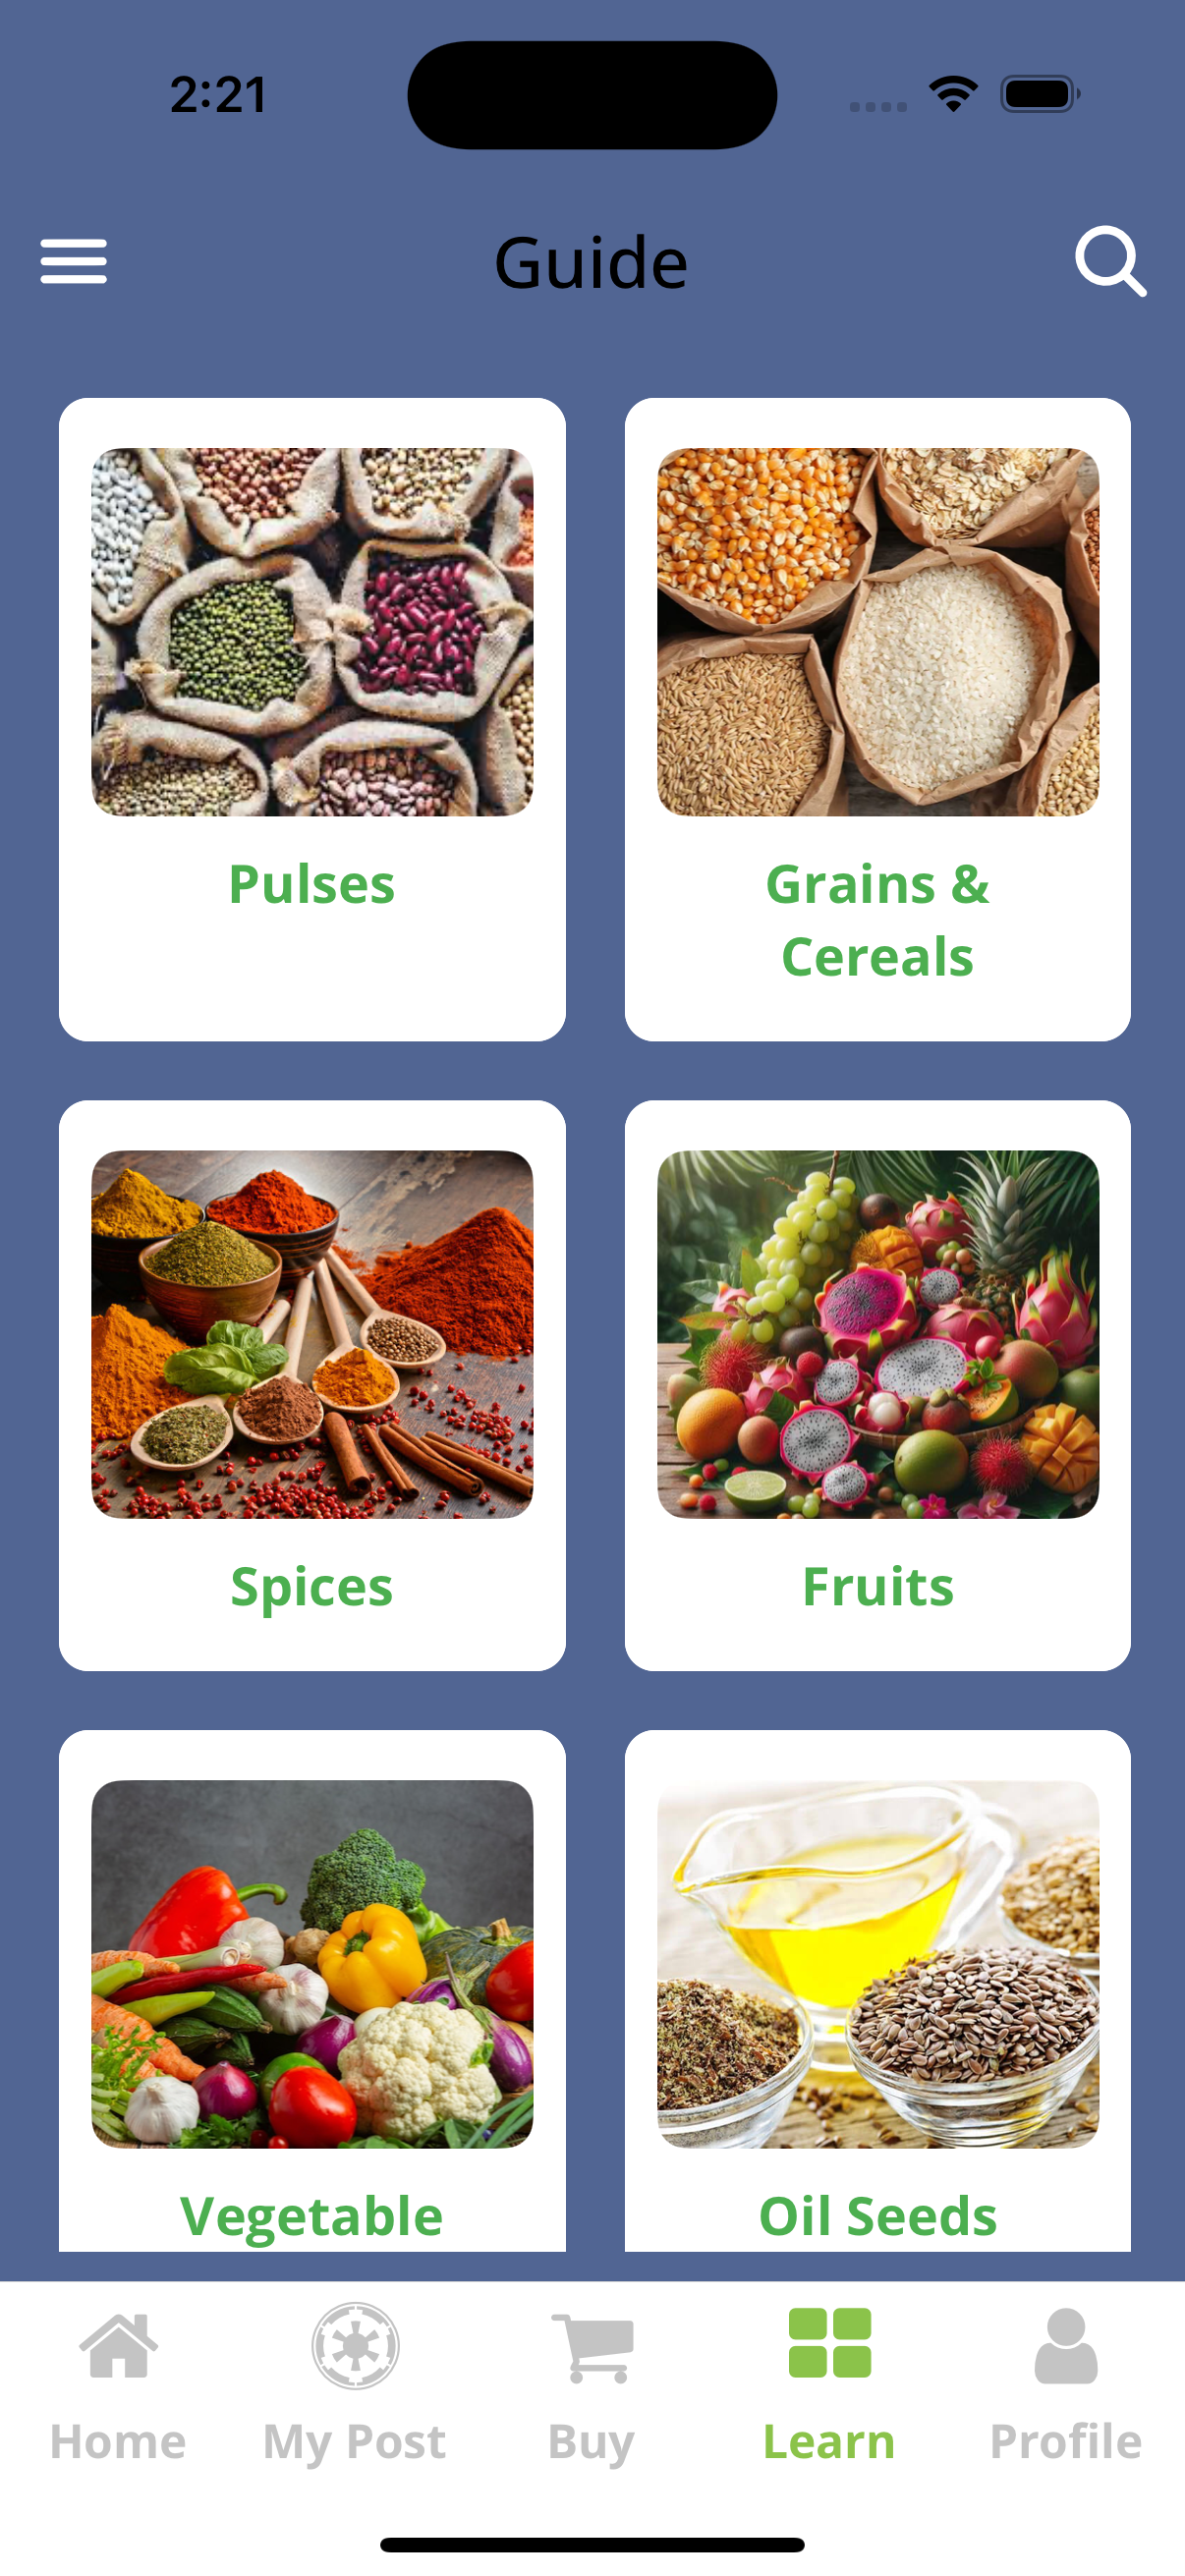 2:21
Guide
Pulses
Grains &
Cereals
Spices
Fruits
Vegetable
Oil Seeds
Home
My Post
Buy
Learn
Profile